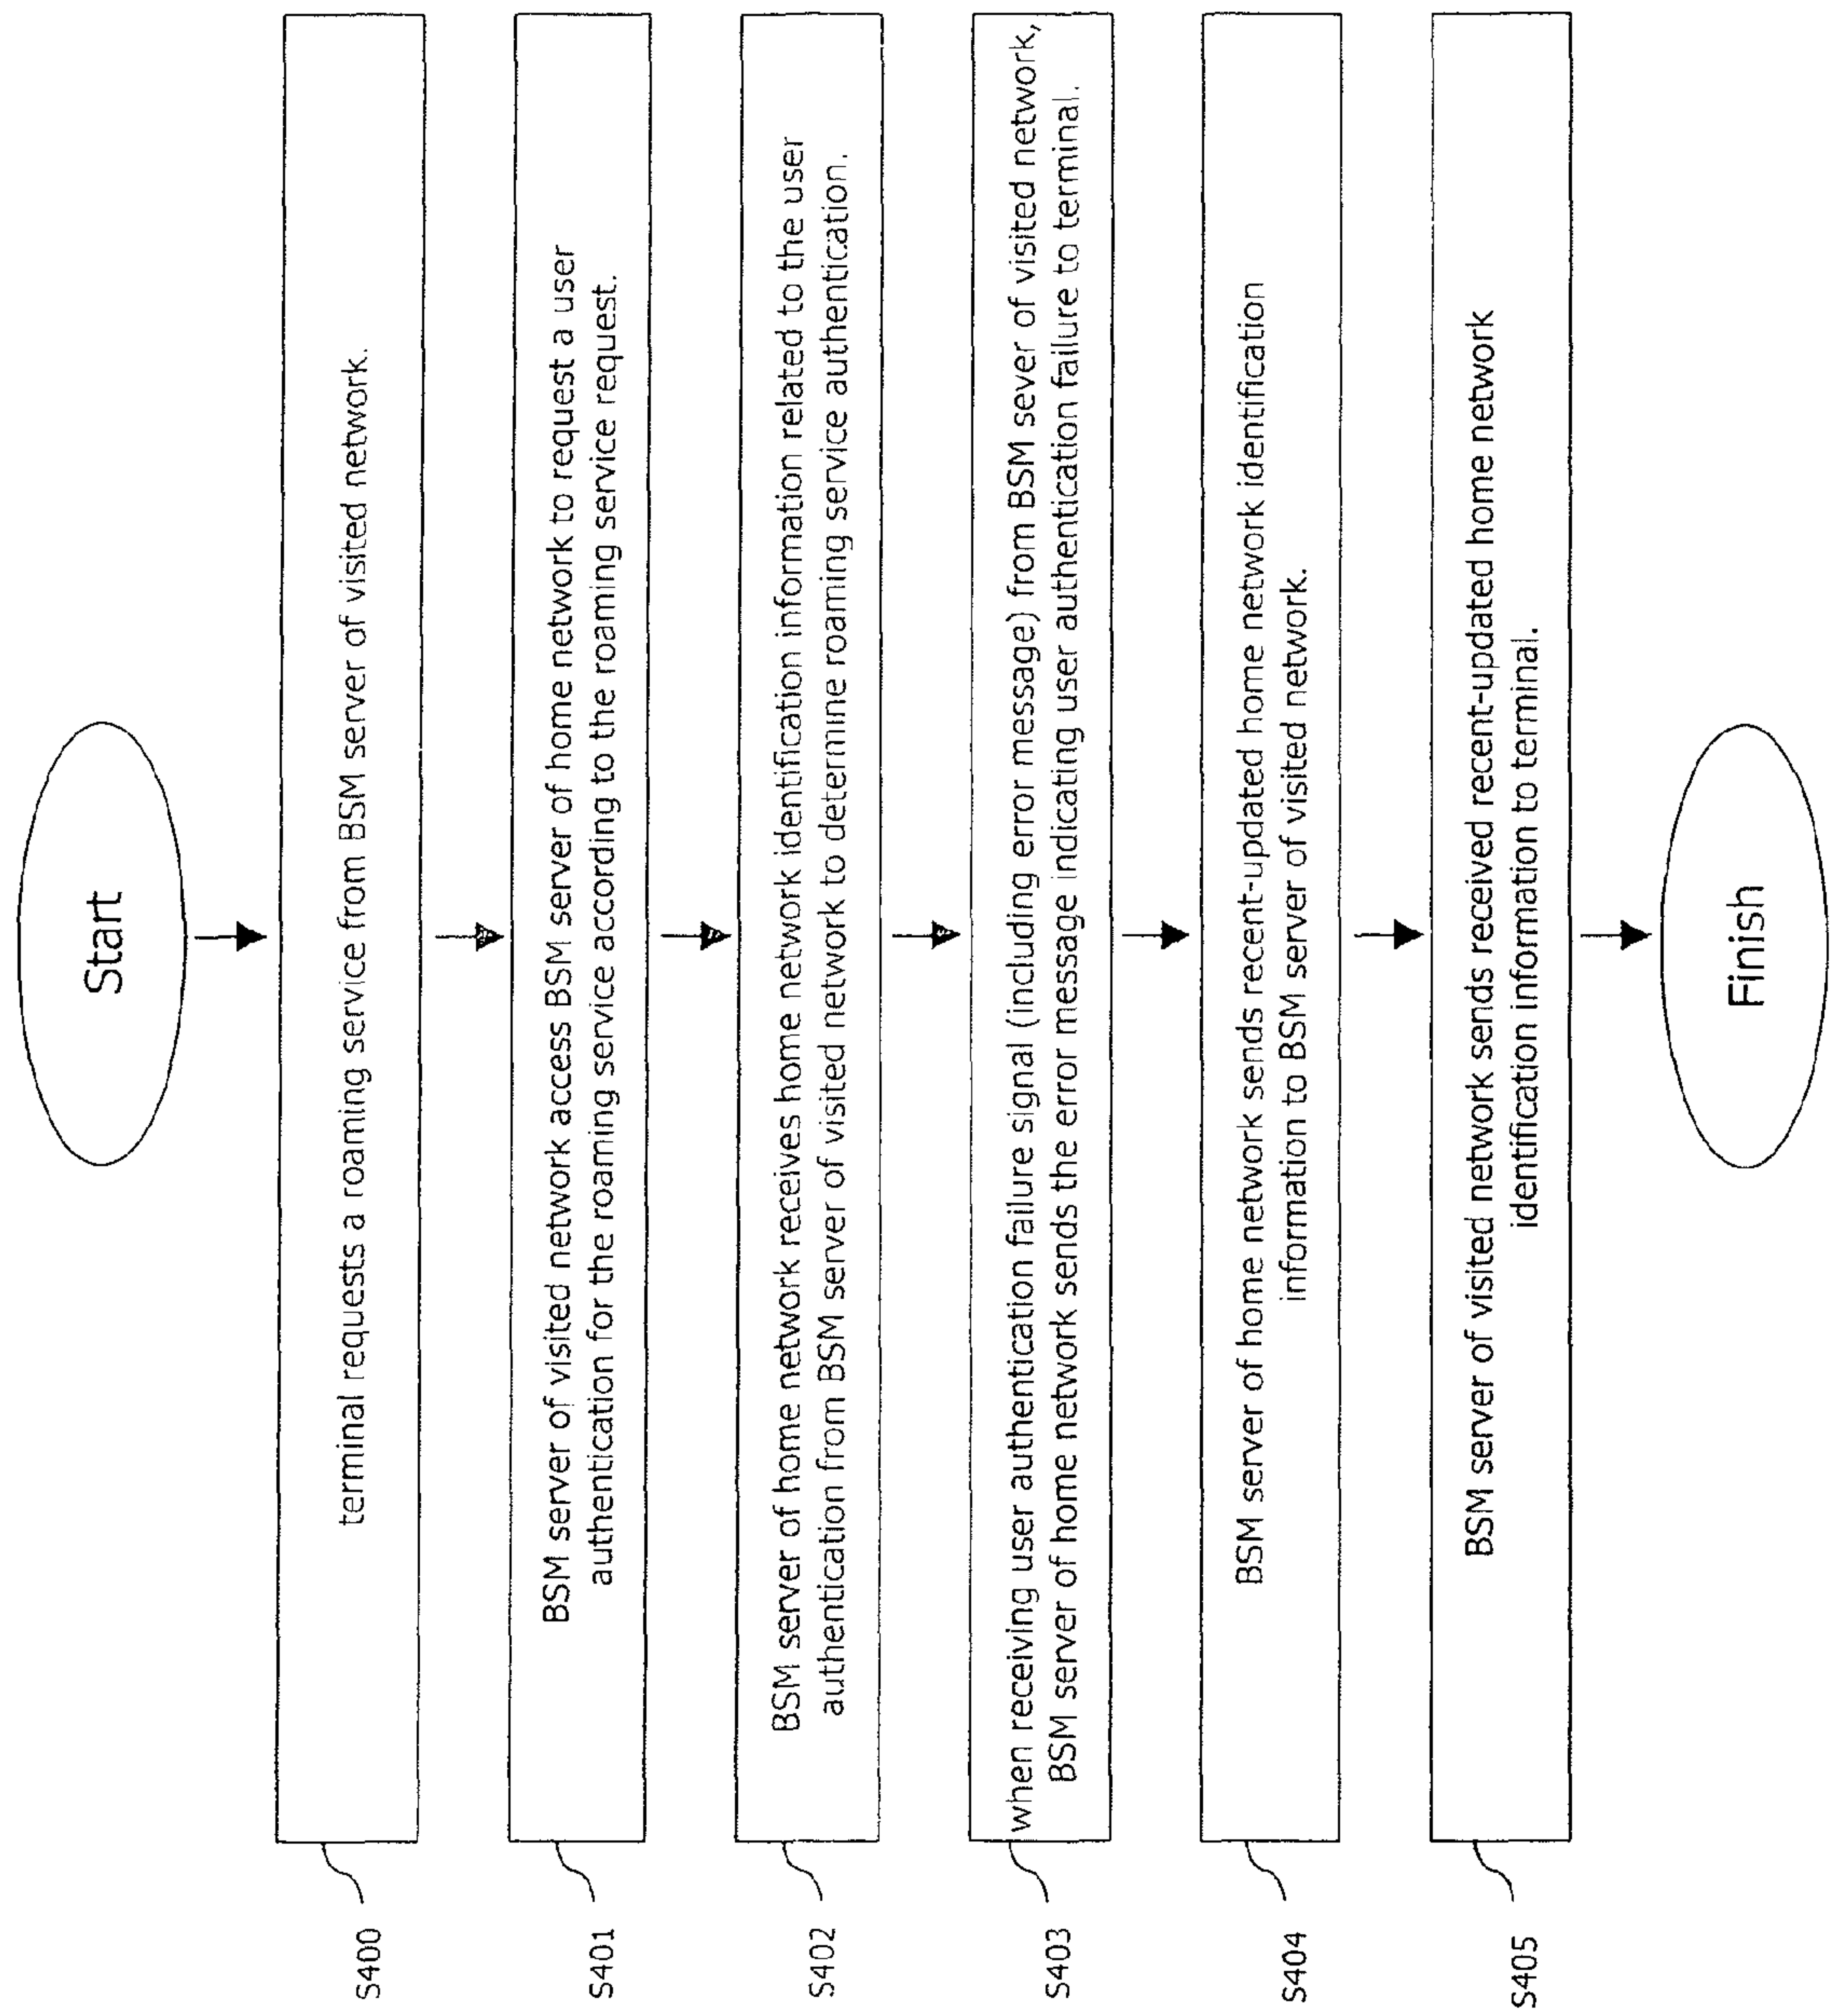 Start
S400
terminal requests a roaming service from BSM server of visited network.
S401
BSM server of visited network access BSM server of home network to request a user
authentication for the roaming service according to the roaming service request.
S402
BSM server of home network receives home network identification information related to the user
authentication from BSM server of visited network to determine roaming service authentication.
S403
when receiving user authentication failure signal (including error message) from BSM sever of visited network,
BSM server of home network sends the error message indicating user authentication failure to terminal.
S404
BSM server of home network sends recent-updated home network identification
information to BSM server of visited network.
S405
BSM server of visited network sends received recent-updated home network
identification information to terminal.
Finish